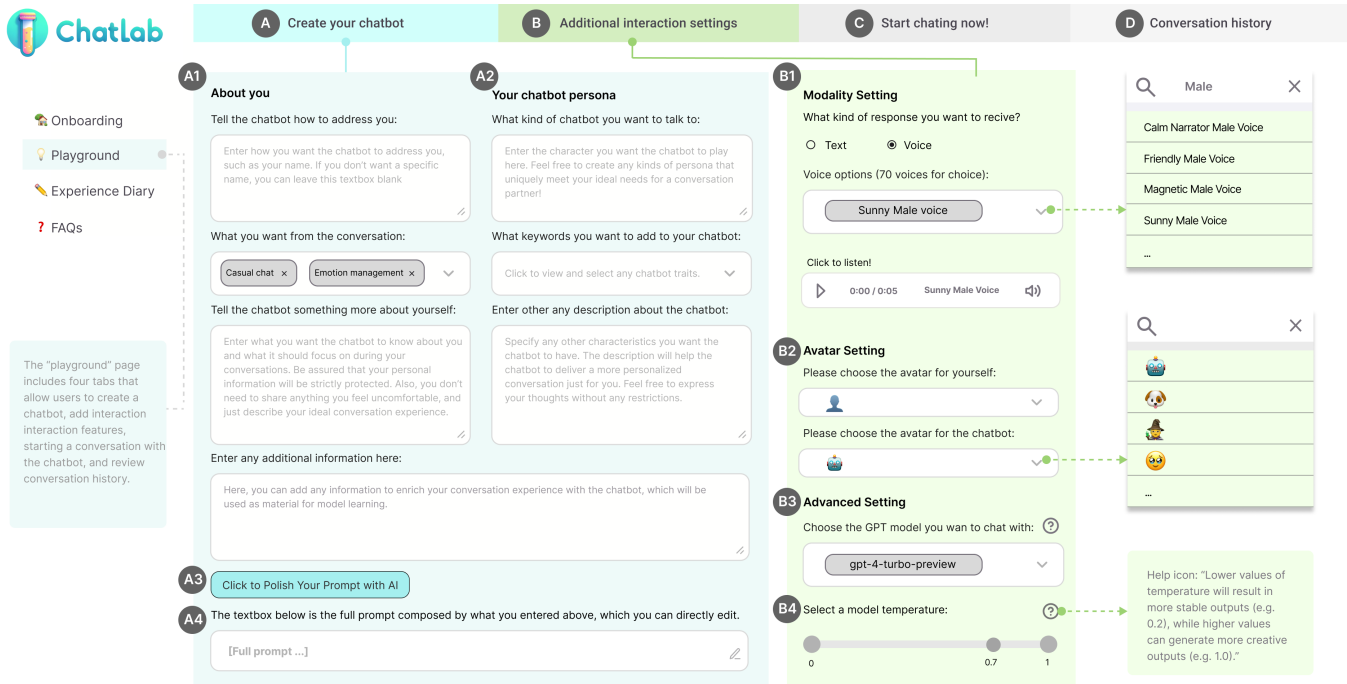 ChatLab
A Create your chatbot
B Additional interaction settings
C Start chating now!
D Conversation history
Onboarding
Playground
Experience Diary
? FAQs
The "playground" page
includes four tabs that
allow users to create a
chatbot, add interaction
interaction features,
starting a conversation with
the chatbot, and review
conversation history.
A1
About you
Tell the chatbot how to address you:
Enter how you want the chatbot to address you,
such as your name. If you don't want a specific
name, you can leave this textbox blank
What you want from the conversation:
Casual chat × Emotion management ×
Tell the chatbot something more about yourself:
Enter what you want the chatbot to know about you
and what it should focus on during your
conversations. Be assured that your personal
information will be strictly protected. Also, you don't
need to share anything you feel uncomfortable, and
just describe your ideal conversation experience.
A2
Your chatbot persona
What kind of chatbot you want to talk to:
Enter the character you want the chatbot to play
here. Feel free to create any kinds of persona that
uniquely meet your ideal needs for a conversation
partner!
What keywords you want to add to your chatbot:
Click to view and select any chatbot traits.
Enter other any description about the chatbot:
Specify any other characteristics you want the
chatbot to have. The description will help the
chatbot to deliver a more personalized
conversation just for you. Feel free to express
your thoughts without any restrictions.
Enter any additional information here:
Here, you can add any information to enrich your conversation experience with the chatbot, which will be
used as material for model learning.
A3
Click to Polish Your Prompt with AI
A4
The textbox below is the full prompt composed by what you entered above, which you can directly edit.
[Full prompt ...]
B1
Modality Setting
What kind of response you want to recive?
Text Voice
Voice options (70 voices for choice):
Sunny Male voice
Click to listen!
0:00 / 0:05 Sunny Male Voice
B2
Avatar Setting
Please choose the avatar for yourself:
Please choose the avatar for the chatbot:
B3
Advanced Setting
Choose the GPT model you wan to chat with: ?
gpt-4-turbo-preview
B4
Select a model temperature: ?
0 0.7 1
Male
Calm Narrator Male Voice
Friendly Male Voice
Magnetic Male Voice
Sunny Male Voice
...
...
Help icon: "Lower values of
temperature will result in
more stable outputs (e.g.
0.2), while higher values
can generate more creative
outputs (e.g. 1.0)."